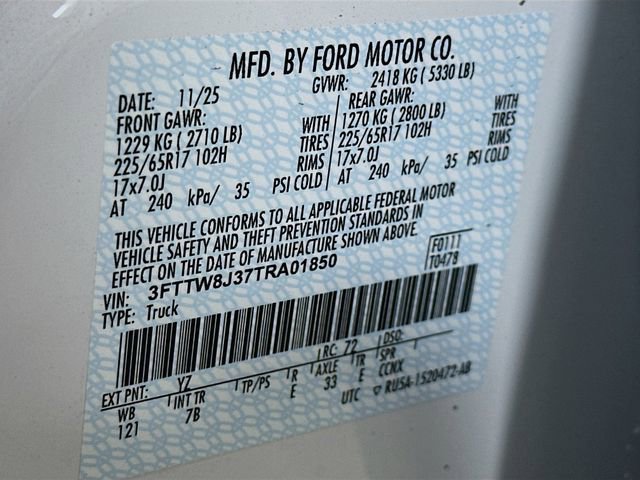 MFD. BY FORD MOTOR CO.
DATE: 11/25 GVWR: 2418 KG ( 5330 LB)
FRONT GAWR: REAR GAWR:
1229 KG ( 2710 LB) WITH 1270 KG ( 2800 LB) WITH
225/65R17 102H TIRES 225/65R17 102H TIRES
17x7.0J RIMS 17x7.0J RIMS
AT 240 kPa/ 35 PSI COLD AT 240 kPa/ 35 PSI COLD
THIS VEHICLE CONFORMS TO ALL APPLICABLE FEDERAL MOTOR
VEHICLE SAFETY AND THEFT PREVENTION STANDARDS IN
EFFECT ON THE DATE OF MANUFACTURE SHOWN ABOVE.
F0111
T0478
VIN: 3FTTW8J37TRA01850
TYPE: Truck
RC: 72 DSO:
EXT PNT: YZ
WB INT TR TP/PS R AXLE TR SPR
121 7B E 33 E CCNX
UTC RU5A-1520472-AB